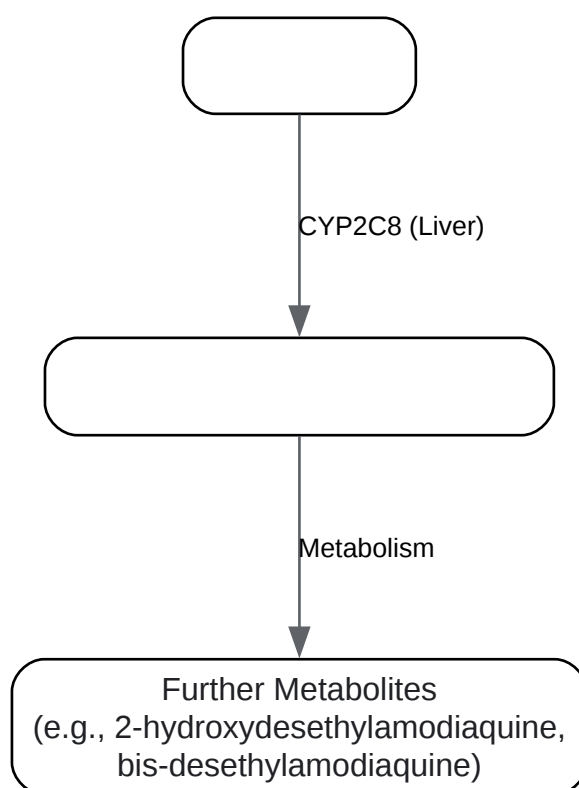 CYP2C8 (Liver)
Metabolism
Further Metabolites
(e.g., 2-hydroxydesethylamodiaquine,
bis-desethylamodiaquine)